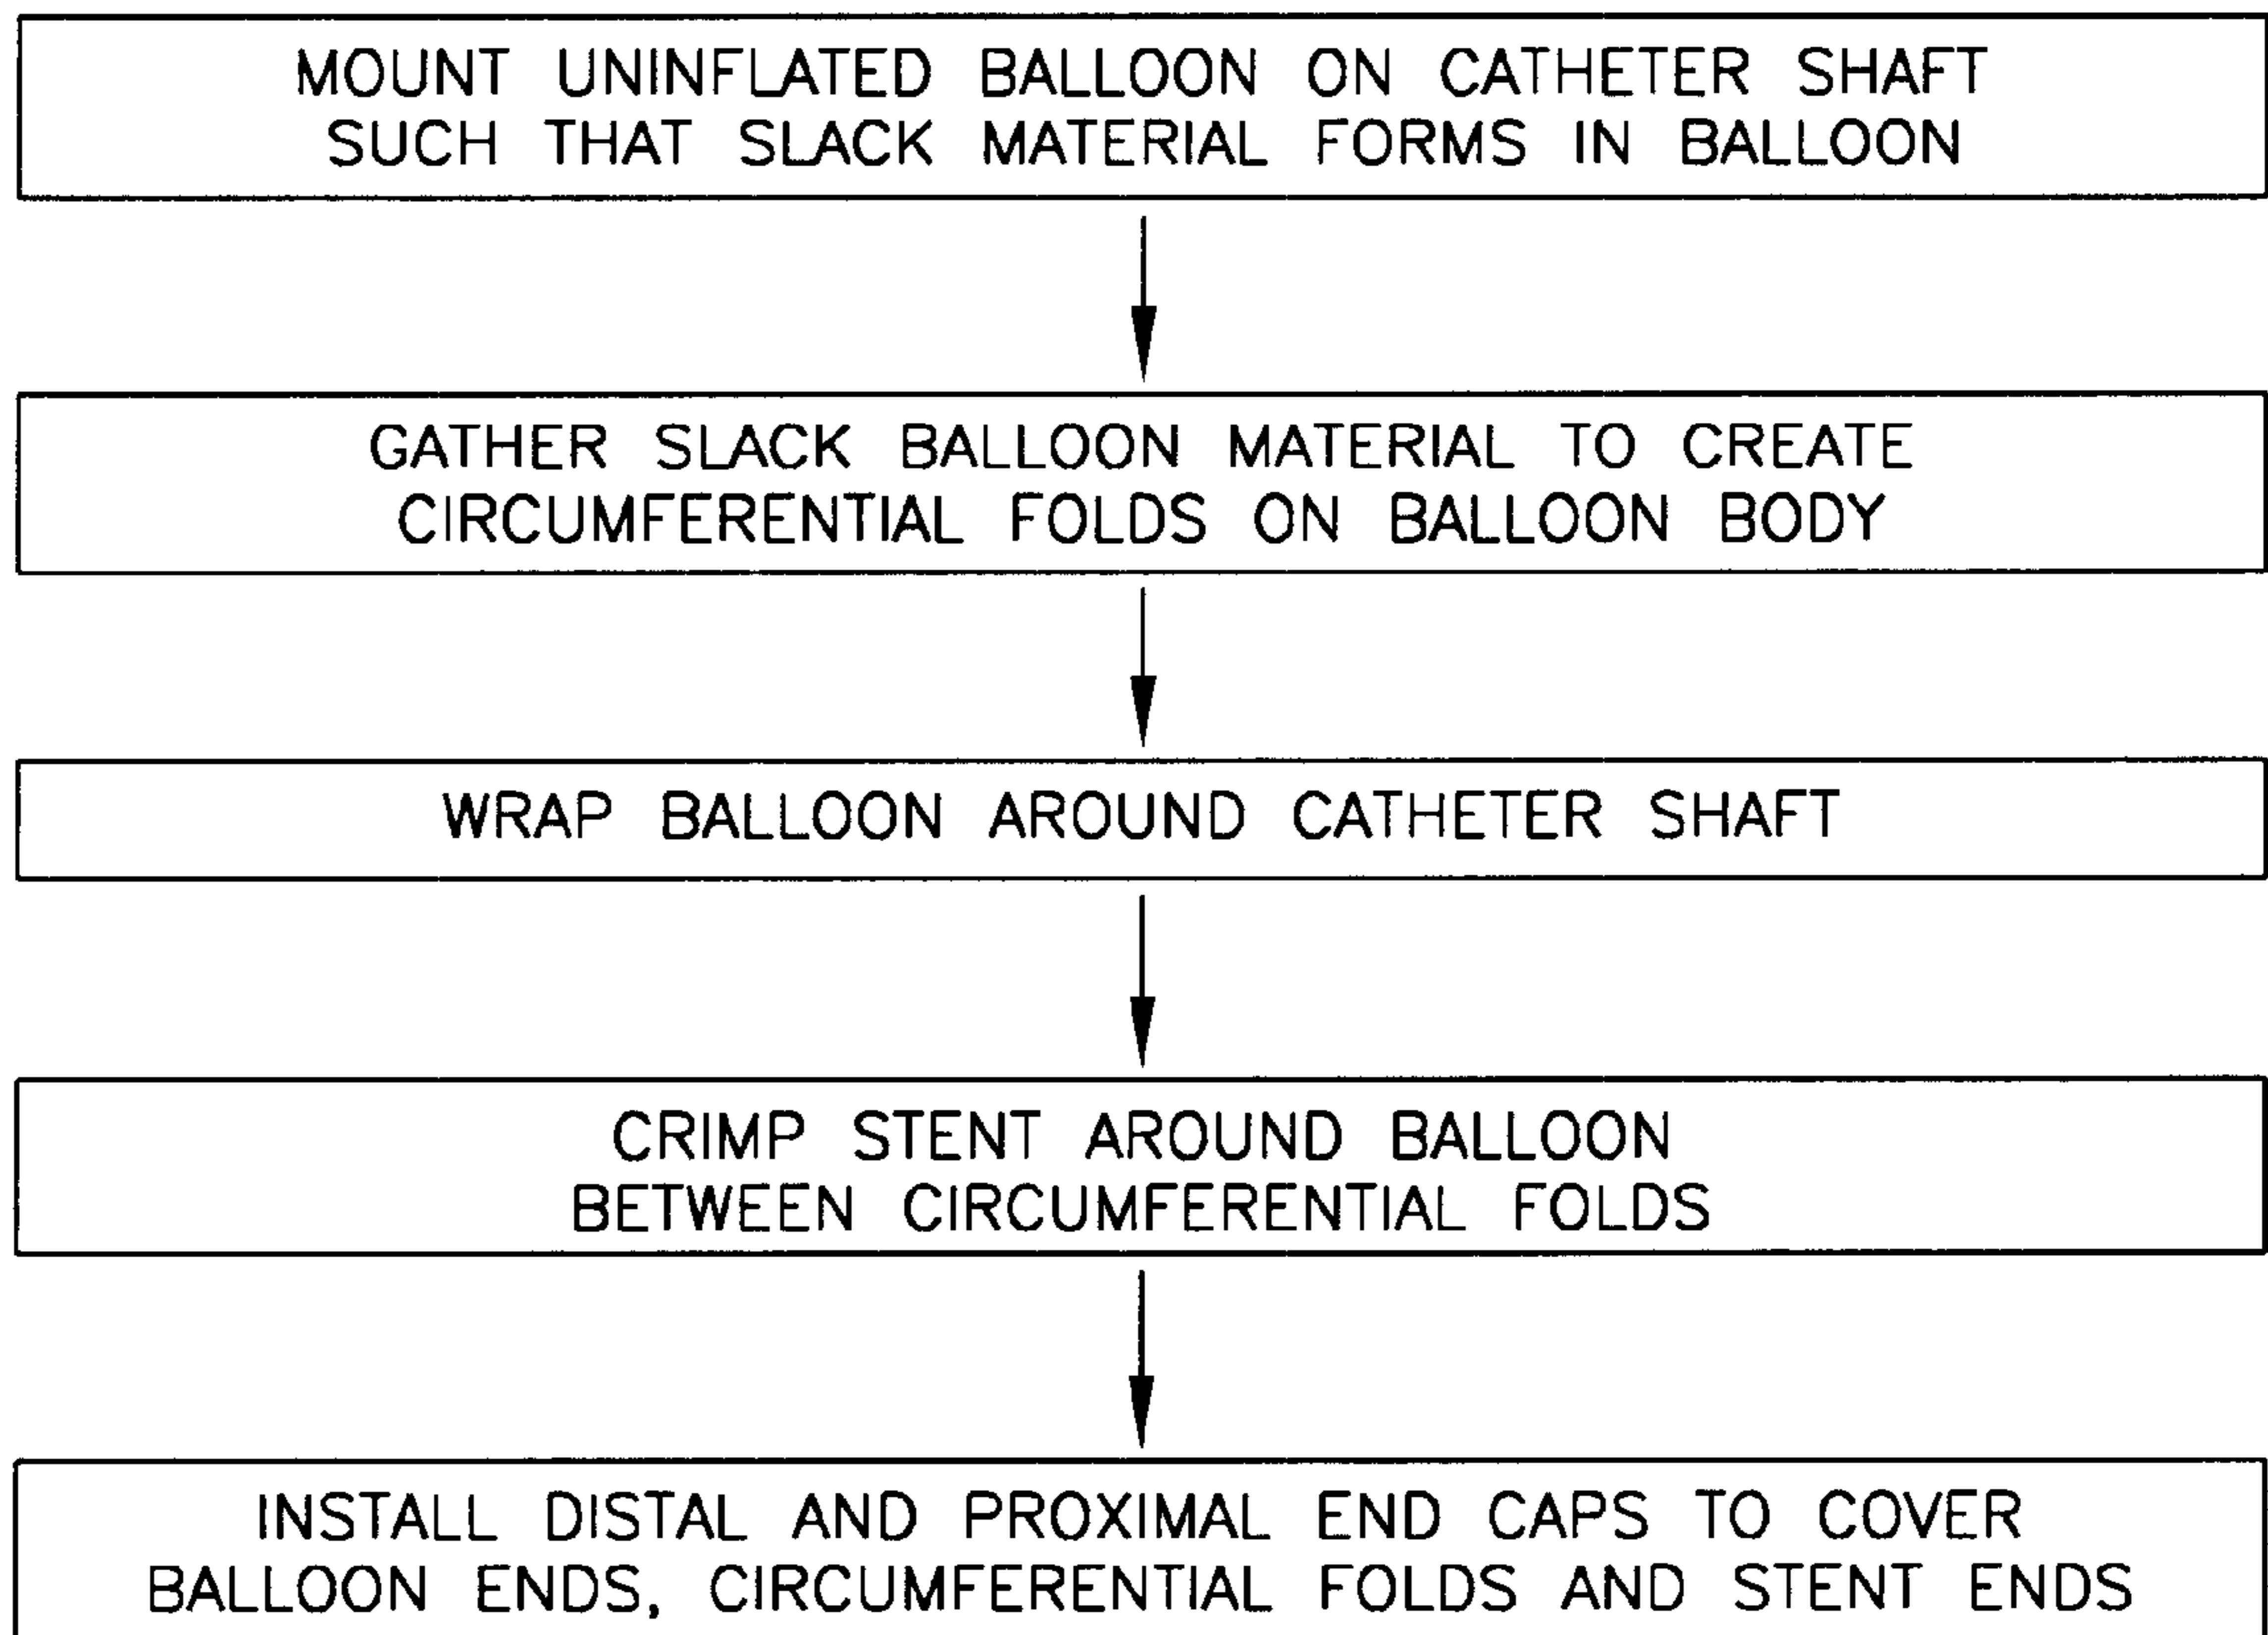 MOUNT UNINFLATED BALLOON ON CATHETER SHAFT
SUCH THAT SLACK MATERIAL FORMS IN BALLOON
GATHER SLACK BALLOON MATERIAL TO CREATE
CIRCUMFERENTIAL FOLDS ON BALLOON BODY
WRAP BALLOON AROUND CATHETER SHAFT
CRIMP STENT AROUND BALLOON
BETWEEN CIRCUMFERENTIAL FOLDS
INSTALL DISTAL AND PROXIMAL END CAPS TO COVER
BALLOON ENDS, CIRCUMFERENTIAL FOLDS AND STENT ENDS